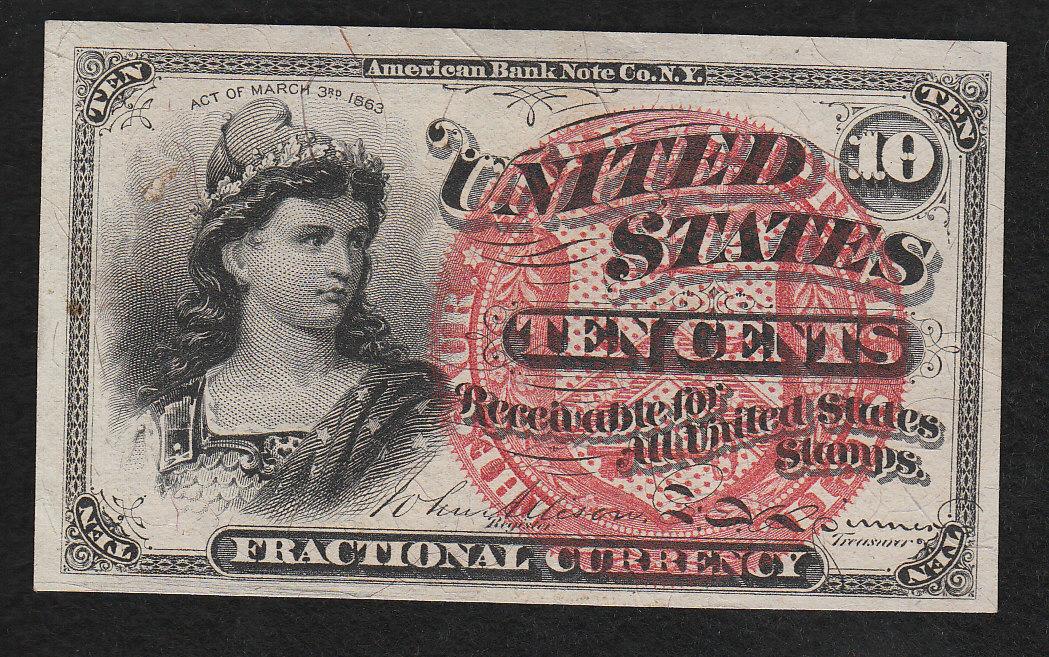 American Bank Note Co. N.Y.
TEN
TEN
ACT OF MARCH 3RD 1863
10
UNITED
STATES
TEN CENTS
Receivable for
All United States
Stamps.
Register
Treasurer
TEN
TEN
FRACTIONAL CURRENCY